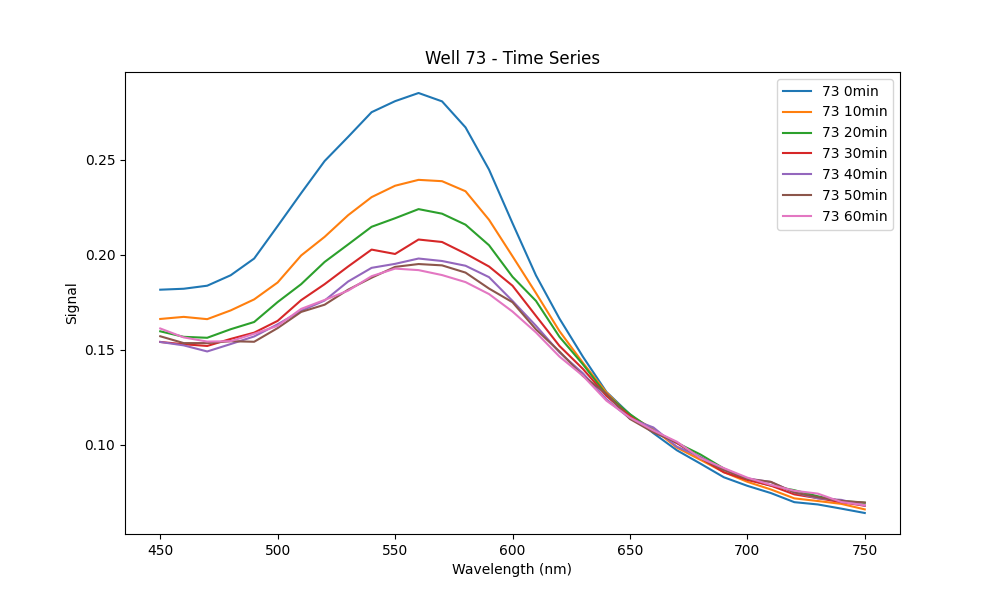 Well 73 - Time Series
Signal
0.25
0.20
0.15
0.10
73 0min
73 10min
73 20min
73 30min
73 40min
73 50min
73 60min
450 500 550 600 650 700 750
Wavelength (nm)